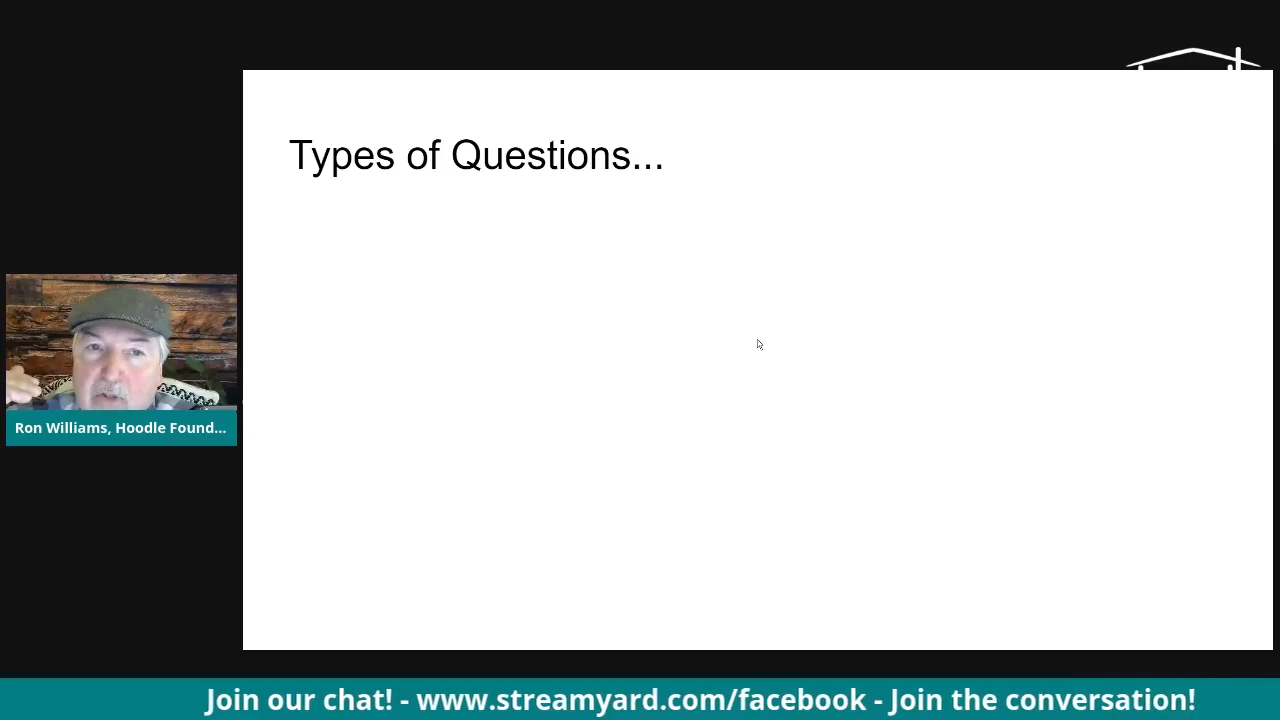 Types of Questions...
Ron Williams, Hoodle Found...
Join our chat! - www.streamyard.com/facebook - Join the conversation!